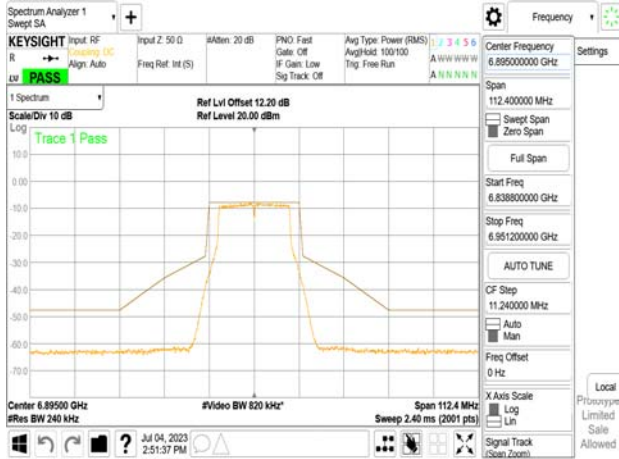 Spectrum Analyzer 1
Swept SA
+
Frequency
KEYSIGHT
R
LU PASS
Input: RF
Coupling: DC
Align: Auto
Input Z: 50 Ω
Freq Ref: Int (S)
#Atten: 20 dB
PNO: Fast
Gate: Off
IF Gain: Low
Sig Track: Off
Avg Type: Power (RMS)
Avg|Hold: 100/100
Trig: Free Run
1 2 3 4 5 6
A W W W W W
A N N N N N
1 Spectrum
Scale/Div 10 dB
Ref Lvl Offset 12.20 dB
Ref Level 20.00 dBm
Log
Trace 1 Pass
10.0
0.00
-10.0
-20.0
-30.0
-40.0
-50.0
-60.0
-70.0
Center 6.89500 GHz
#Video BW 820 kHz*
Span 112.4 MHz
#Res BW 240 kHz
Sweep 2.40 ms (2001 pts)
Jul 04, 2023
2:51:37 PM
Center Frequency
6.895000000 GHz
Settings
Span
112.400000 MHz
Swept Span
Zero Span
Full Span
Start Freq
6.838800000 GHz
Stop Freq
6.951200000 GHz
AUTO TUNE
CF Step
11.240000 MHz
Auto
Man
Freq Offset
0 Hz
X Axis Scale
Log
Lin
Signal Track
(Span Zoom)
Local
Prototype
Limited
Sale
Allowed